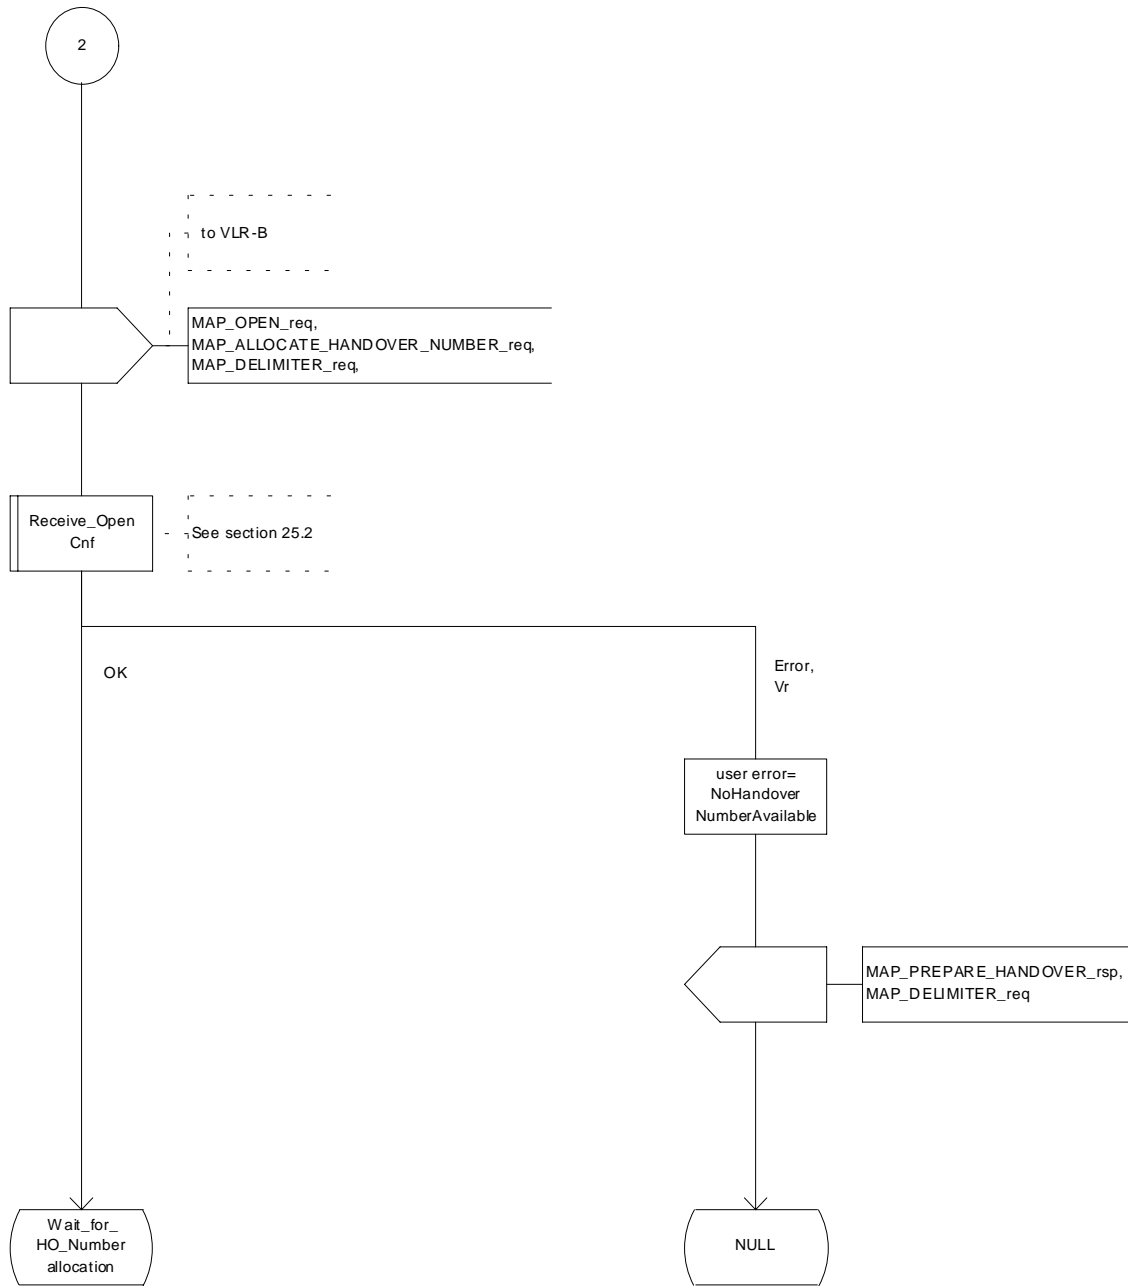 2
to VLR-B
MAP_OPEN_req,
MAP_ALLOCATE_HANDOVER_NUMBER_req,
MAP_DELIMITER_req,
Receive_Open
Cnf
See section 25.2
OK
Error,
Vr
user error=
NoHandover
NumberAvailable
MAP_PREPARE_HANDOVER_rsp,
MAP_DELIMITER_req
Wait_for_
HO_Number
allocation
NULL